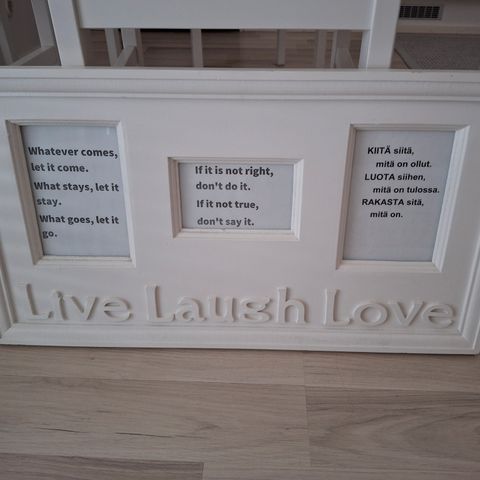 Whatever comes,
let it come.
What stays, let it
stay.
What goes, let it
go.
If it is not right,
don't do it.
If it not true,
don't say it.
KIITÄ siitä,
mitä on ollut.
LUOTA siihen,
mitä on tulossa.
RAKASTA sitä,
mitä on.
Live Laugh Love